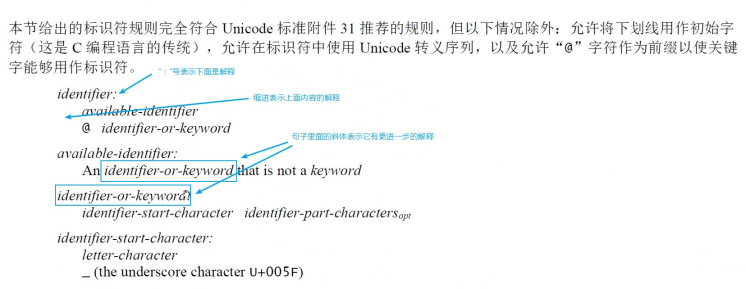 本节给出的标识符规则完全符合 Unicode 标准附件 31 推荐的规则，但以下情况除外：允许将下划线用作初始字
符（这是 C 编程语言的传统），允许在标识符中使用 Unicode 转义序列，以及允许“@”字符作为前缀以使关键
字能够用作标识符。
“：”号表示下面是解释
identifier:
缩进表示上面内容的解释
available-identifier
@ identifier-or-keyword
句子里面的斜体表示它有更进一步的解释
available-identifier:
An identifier-or-keyword that is not a keyword
identifier-or-keyword:
identifier-start-character identifier-part-charactersopt
identifier-start-character:
letter-character
_ (the underscore character U+005F)